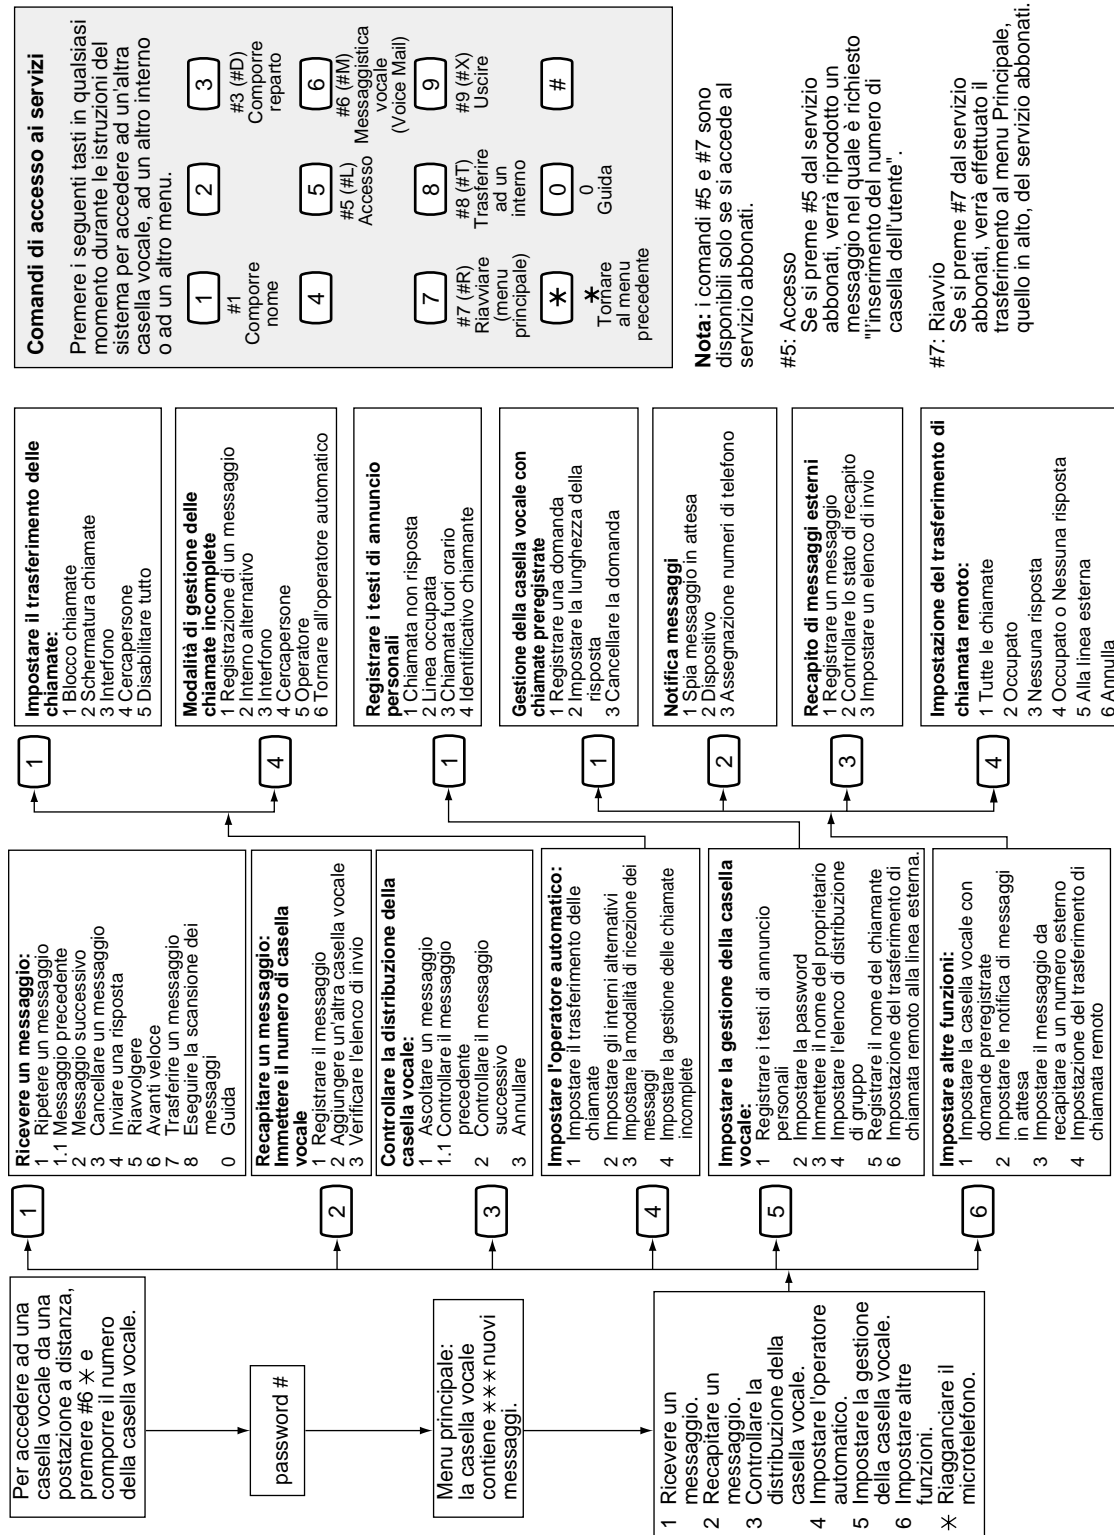 Per accedere ad una
casella vocale da una
postazione a distanza,
premere #6 * e
comporre il numero
della casella vocale.
password #
Menu principale:
la casella vocale
contiene ***nuovi
messaggi.
1 Ricevere un
messaggio.
2 Recapitare un
messaggio.
3 Controllare la
distribuzione della
casella vocale.
4 Impostare l'operatore
automatico.
5 Impostare la gestione
della casella vocale.
6 Impostare altre
funzioni.
* Riagganciare il
microtelefono.
1
Ricevere un messaggio:
1 Ripetere un messaggio
1.1 Messaggio precedente
2 Messaggio successivo
3 Cancellare un messaggio
4 Inviare una risposta
5 Riavvolgere
6 Avanti veloce
7 Trasferire un messaggio
8 Eseguire la scansione dei
messaggi
0 Guida
2
Recapitare un messaggio:
Immettere il numero di casella
vocale
1 Registrare il messaggio
2 Aggiungere un'altra casella vocale
3 Verificare l'elenco di invio
3
Controllare la distribuzione della
casella vocale:
1 Ascoltare un messaggio
1.1 Controllare il messaggio
precedente
2 Controllare il messaggio
successivo
3 Annullare
4
Impostare l'operatore automatico:
1 Impostare il trasferimento delle
chiamate
2 Impostare gli interni alternativi
3 Impostare la modalità di ricezione dei
messaggi
4 Impostare la gestione delle chiamate
incomplete
5
Impostare la gestione della casella
vocale:
1 Registrare i testi di annuncio
personali
2 Impostare la password
3 Immettere il nome del proprietario
4 Impostare l'elenco di distribuzione
di gruppo
5 Registrare il nome del chiamante
6 Impostazione del trasferimento di
chiamata remoto alla linea esterna.
6
Impostare altre funzioni:
1 Impostare la casella vocale con
domande preregistrate
2 Impostare le notifica di messaggi
in attesa
3 Impostare il messaggio da
recapitare a un numero esterno
4 Impostazione del trasferimento di
chiamata remoto
1
Impostare il trasferimento delle
chiamate:
1 Blocco chiamate
2 Schermatura chiamate
3 Interfono
4 Cercapersone
5 Disabilitare tutto
4
Modalità di gestione delle
chiamate incomplete
1 Registrazione di un messaggio
2 Interno alternativo
3 Interfono
4 Cercapersone
5 Operatore
6 Tornare all'operatore automatico
1
Registrare i testi di annuncio
personali
1 Chiamata non risposta
2 Linea occupata
3 Chiamata fuori orario
4 Identificativo chiamante
1
Gestione della casella vocale con
chiamate preregistrate
1 Registrare una domanda
2 Impostare la lunghezza della
risposta
3 Cancellare la domanda
2
Notifica messaggi
1 Spia messaggio in attesa
2 Dispositivo
3 Assegnazione numeri di telefono
3
Recapito di messaggi esterni
1 Registrare un messaggio
2 Controllare lo stato di recapito
3 Impostare un elenco di invio
4
Impostazione del trasferimento di
chiamata remoto:
1 Tutte le chiamate
2 Occupato
3 Nessuna risposta
4 Occupato o Nessuna risposta
5 Alla linea esterna
6 Annulla
Comandi di accesso ai servizi
Premere i seguenti tasti in qualsiasi
momento durante le istruzioni del
sistema per accedere ad un'altra
casella vocale, ad un altro interno
o ad un altro menu.
1 2 3
#1 #3 (#D)
Comporre Comporre
nome reparto
4 5 6
#5 (#L) #6 (#M)
Accesso Messaggistica
vocale
(Voice Mail)
7 8 9
#7 (#R) #8 (#T) #9 (#X)
Riavviare Trasferire Uscire
(menu ad un
principale) interno
* 0 #
* 0
Tornare Guida
al menu
precedente
Nota: i comandi #5 e #7 sono
disponibili solo se si accede al
servizio abbonati.
#5: Accesso
Se si preme #5 dal servizio
abbonati, verrà riprodotto un
messaggio nel quale è richiesto
"l'inserimento del numero di
casella dell'utente".
#7: Riavvio
Se si preme #7 dal servizio
abbonati, verrà effettuato il
trasferimento al menu Principale,
quello in alto, del servizio abbonati.